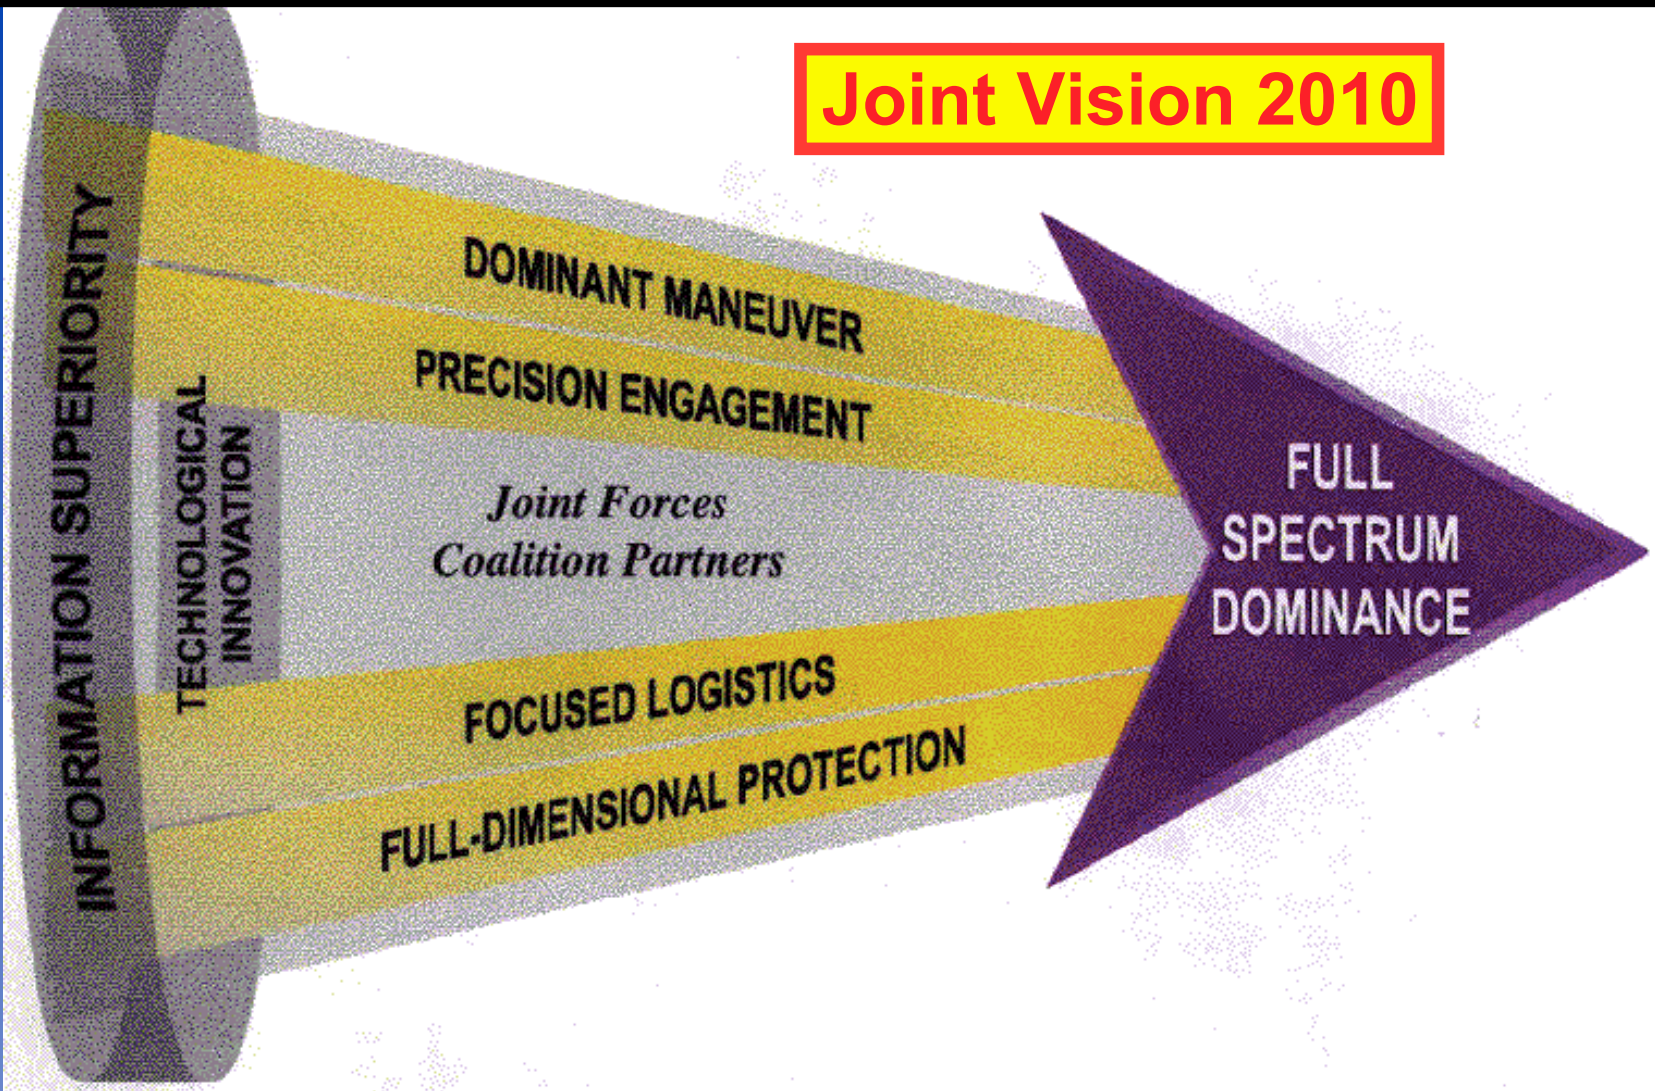 Joint Vision 2010
INFORMATION SUPERIORITY
TECHNOLOGICAL
INNOVATION
DOMINANT MANEUVER
PRECISION ENGAGEMENT
Joint Forces
Coalition Partners
FOCUSED LOGISTICS
FULL-DIMENSIONAL PROTECTION
FULL
SPECTRUM
DOMINANCE